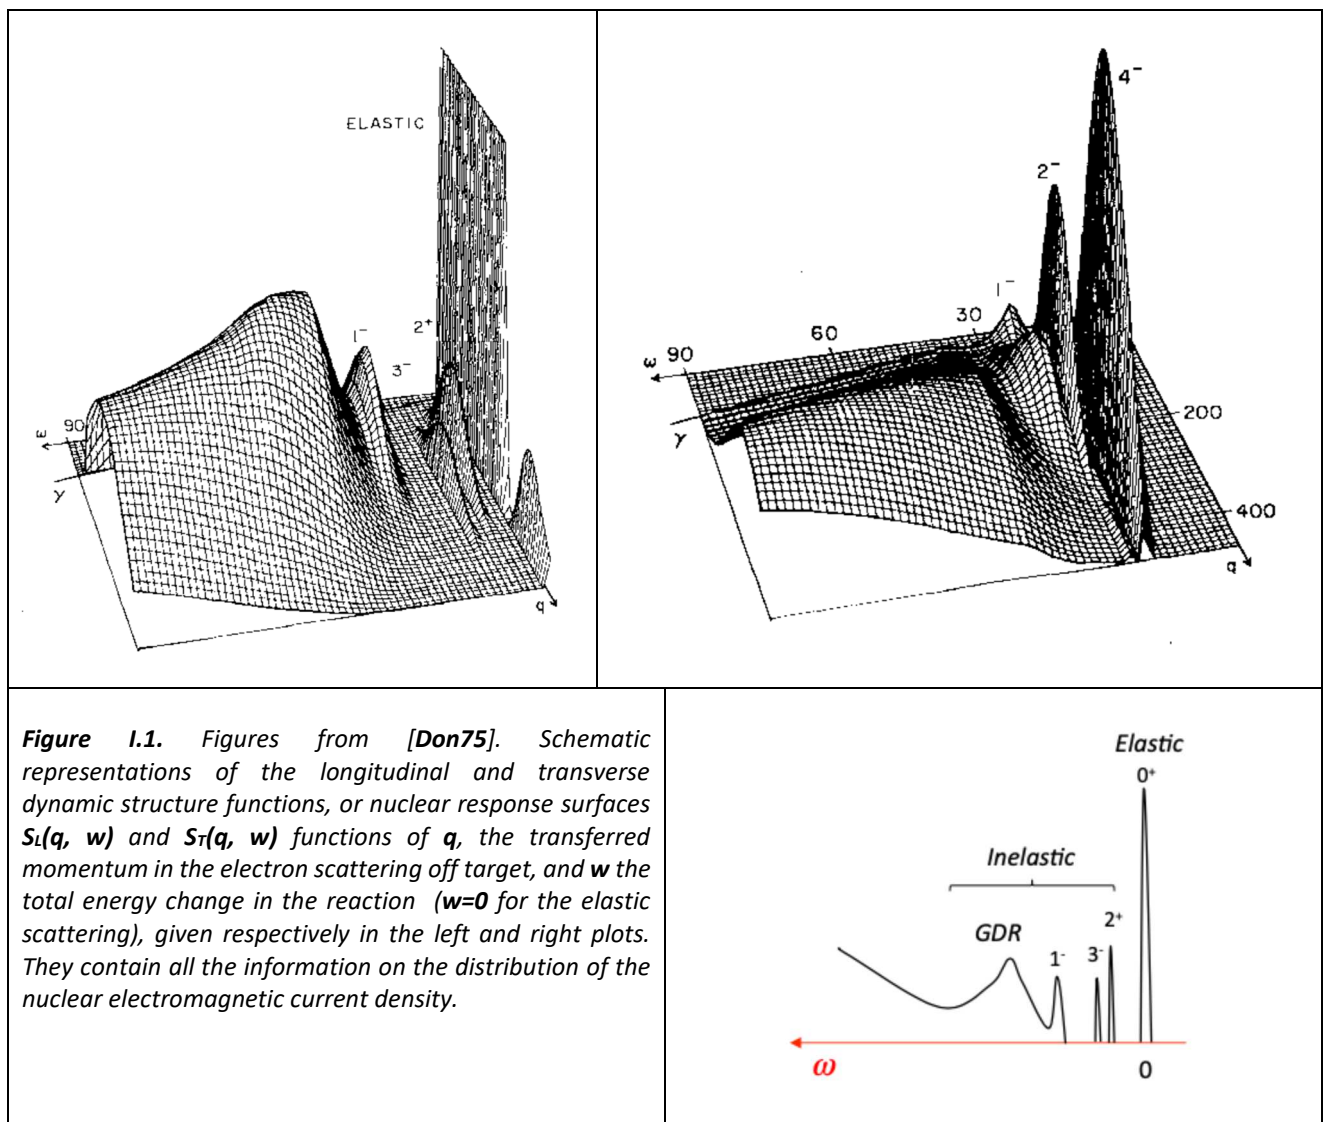 ELASTIC
2⁺
1⁻
3⁻
ω 90
γ
q
4⁻
2⁻
1⁻
30
60
ω 90
γ
200
400
q
Figure I.1. Figures from [Don75]. Schematic
representations of the longitudinal and transverse
dynamic structure functions, or nuclear response surfaces
SL(q, w) and ST(q, w) functions of q, the transferred
momentum in the electron scattering off target, and w the
total energy change in the reaction (w=0 for the elastic
scattering), given respectively in the left and right plots.
They contain all the information on the distribution of the
nuclear electromagnetic current density.
Elastic
0⁺
Inelastic
2⁺
GDR
1⁻
3⁻
ω
0